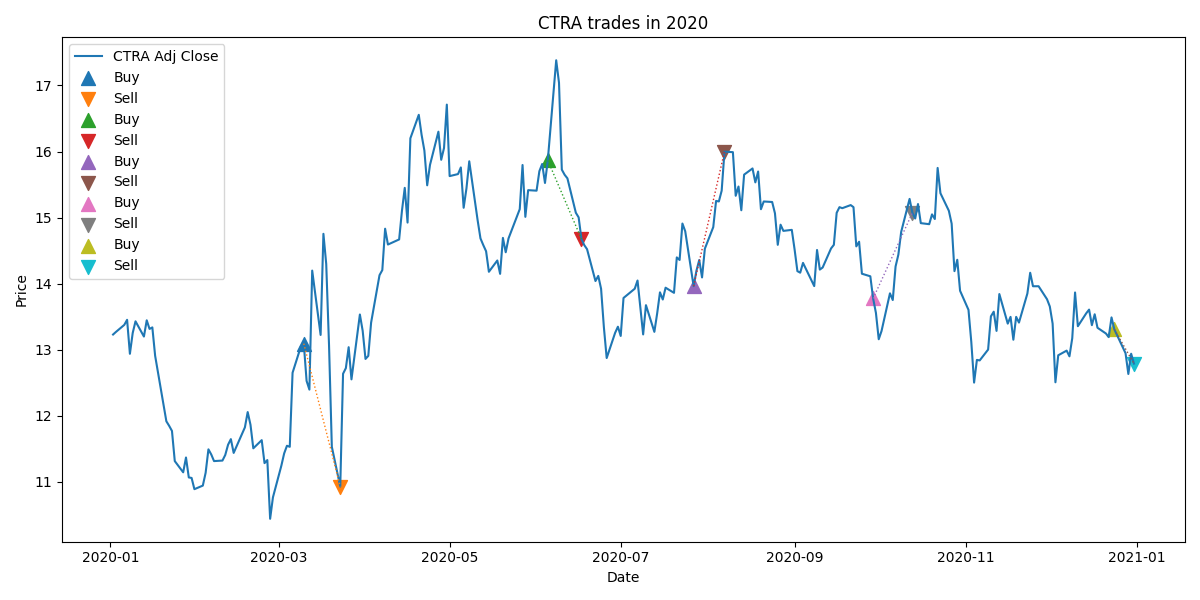 CTRA trades in 2020
CTRA Adj Close
Buy
Sell
Buy
Sell
Buy
Sell
Buy
Sell
Buy
Sell
17
16
15
14
13
12
11
Price
2020-01
2020-03
2020-05
2020-07
2020-09
2020-11
2021-01
Date